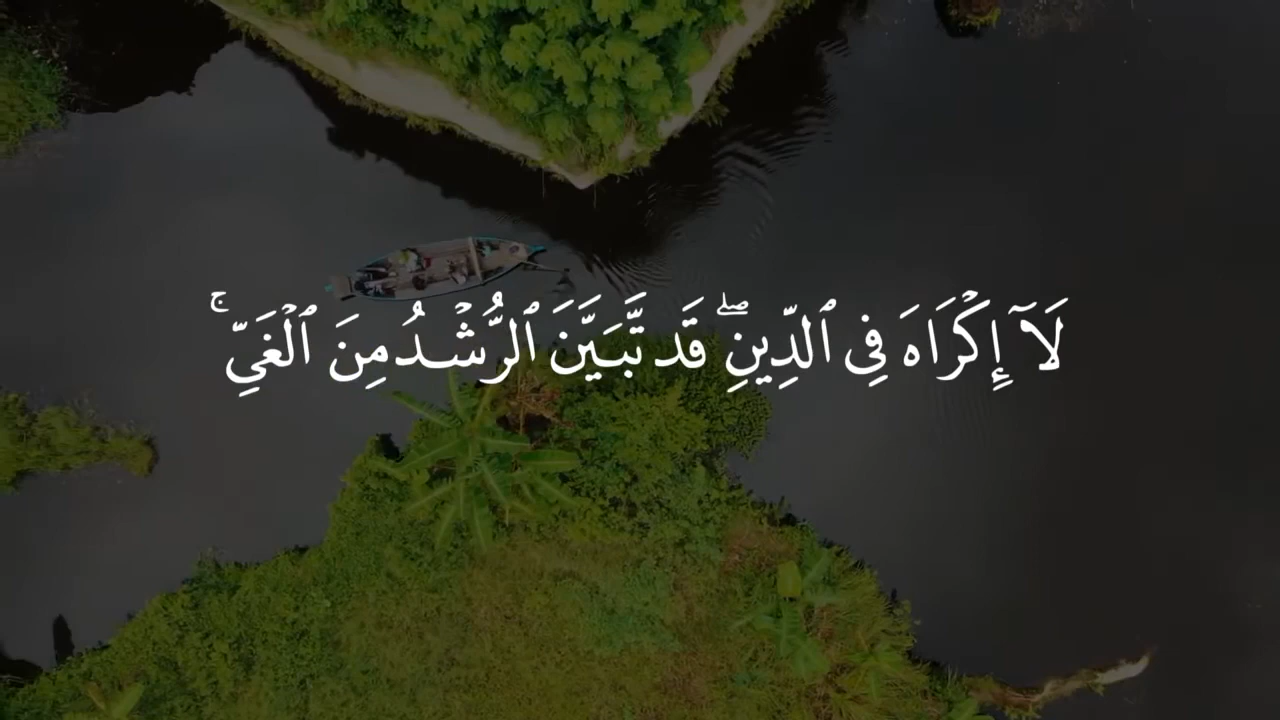 لَآ إِكْرَاهَ فِى ٱلدِّينِ ۖ قَد تَّبَيَّنَ ٱلرُّشْدُ مِنَ ٱلْغَىِّ ۚ